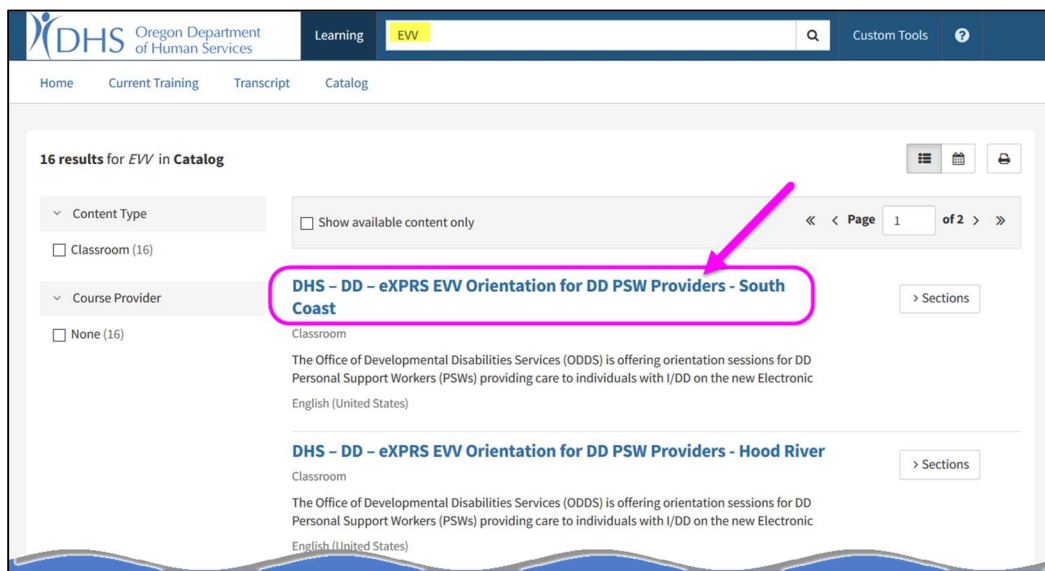 DHS Oregon Department
of Human Services
Learning
EVV
Custom Tools
?
Home Current Training Transcript Catalog
16 results for EVV in Catalog
Content Type
Classroom (16)
Course Provider
None (16)
Show available content only
« < Page 1 of 2 > »
DHS – DD – eXPRS EVV Orientation for DD PSW Providers - South
Coast
> Sections
Classroom
The Office of Developmental Disabilities Services (ODDS) is offering orientation sessions for DD
Personal Support Workers (PSWs) providing care to individuals with I/DD on the new Electronic
English (United States)
DHS – DD – eXPRS EVV Orientation for DD PSW Providers - Hood River
> Sections
Classroom
The Office of Developmental Disabilities Services (ODDS) is offering orientation sessions for DD
Personal Support Workers (PSWs) providing care to individuals with I/DD on the new Electronic
English (United States)